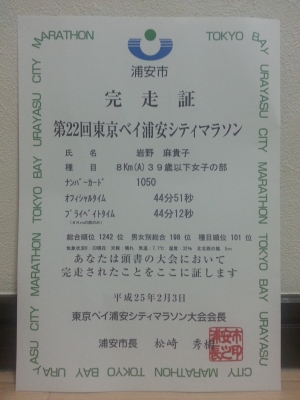 TOKYO BAY URAYASU CITY MARATHON
浦安市
完走証
第22回東京ベイ浦安シティマラソン
氏名 岩野 麻貴子
種目 8Km(A)39歳以下女子の部
ナンバーカード 1050
オフィシャルタイム 44分51秒
プライベイトタイム 44分12秒
総合順位 1242 位 男女別総合 198 位 種目順位 101 位
あなたは頭書の大会において
完走されたことをここに証します
平成25年2月3日
東京ベイ浦安シティマラソン大会会長
浦安市長 松崎 秀樹